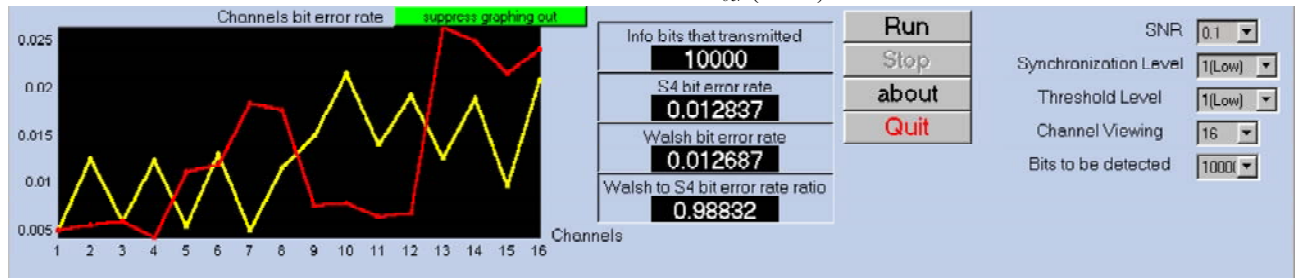 Channels bit error rate
suppress graphing out
0.025
0.02
0.015
0.01
0.005
1 2 3 4 5 6 7 8 9 10 11 12 13 14 15 16
Channels
Info bits that transmitted
10000
S4 bit error rate
0.012837
Walsh bit error rate
0.012687
Walsh to S4 bit error rate ratio
0.98832
Run
Stop
about
Quit
SNR 0.1
Synchronization Level 1(Low)
Threshold Level 1(Low)
Channel Viewing 16
Bits to be detected